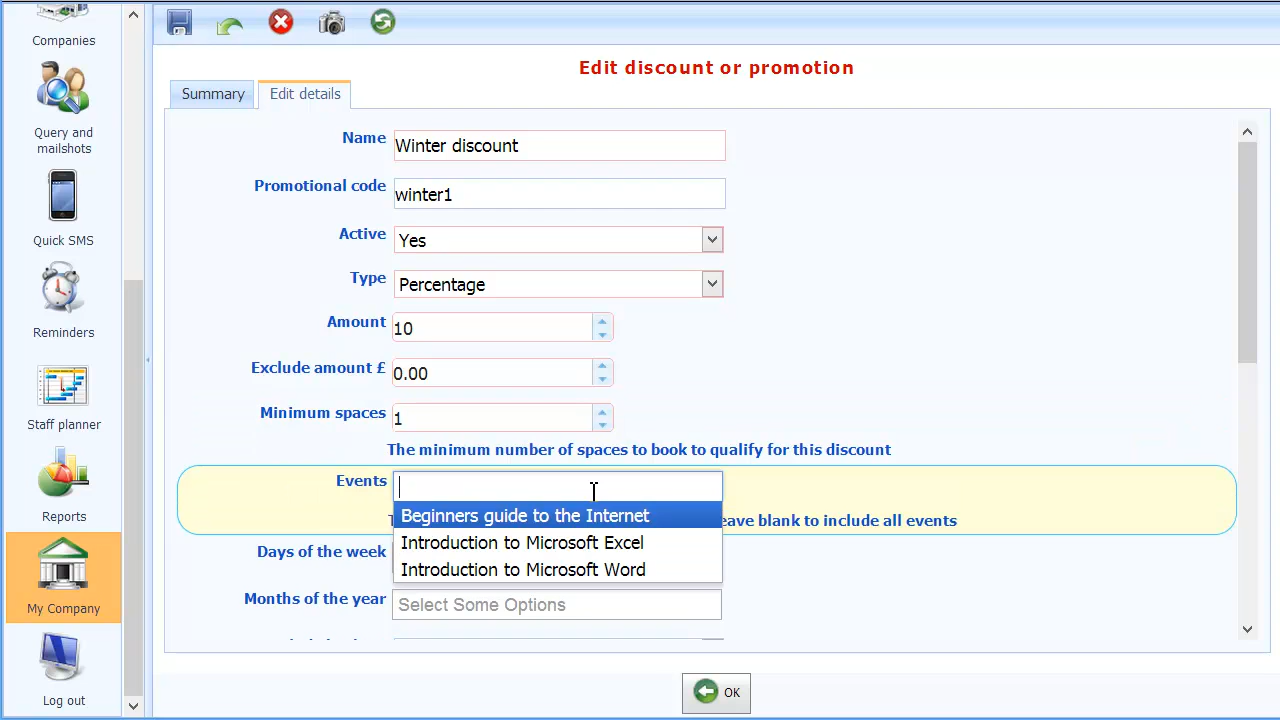 Companies
Query and
mailshots
Quick SMS
Reminders
Staff planner
Reports
My Company
Log out
Edit discount or promotion
Summary
Edit details
Name
Winter discount
Promotional code
winter1
Active
Yes
Type
Percentage
Amount
10
Exclude amount £
0.00
Minimum spaces
1
The minimum number of spaces to book to qualify for this discount
Events
Beginners guide to the Internet
eave blank to include all events
Introduction to Microsoft Excel
Days of the week
Introduction to Microsoft Word
Months of the year
Select Some Options
OK